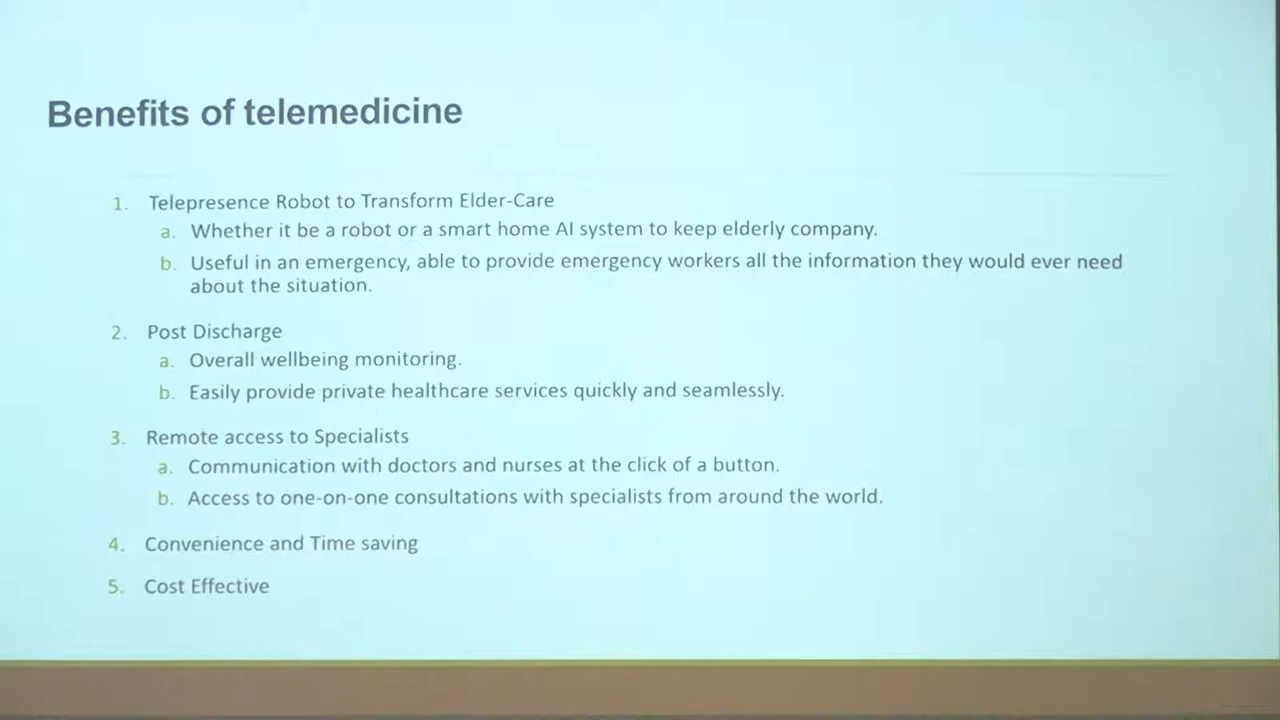 Benefits of telemedicine
1. Telepresence Robot to Transform Elder-Care
a. Whether it be a robot or a smart home AI system to keep elderly company.
b. Useful in an emergency, able to provide emergency workers all the information they would ever need
about the situation.
2. Post Discharge
a. Overall wellbeing monitoring.
b. Easily provide private healthcare services quickly and seamlessly.
3. Remote access to Specialists
a. Communication with doctors and nurses at the click of a button.
b. Access to one-on-one consultations with specialists from around the world.
4. Convenience and Time saving
5. Cost Effective